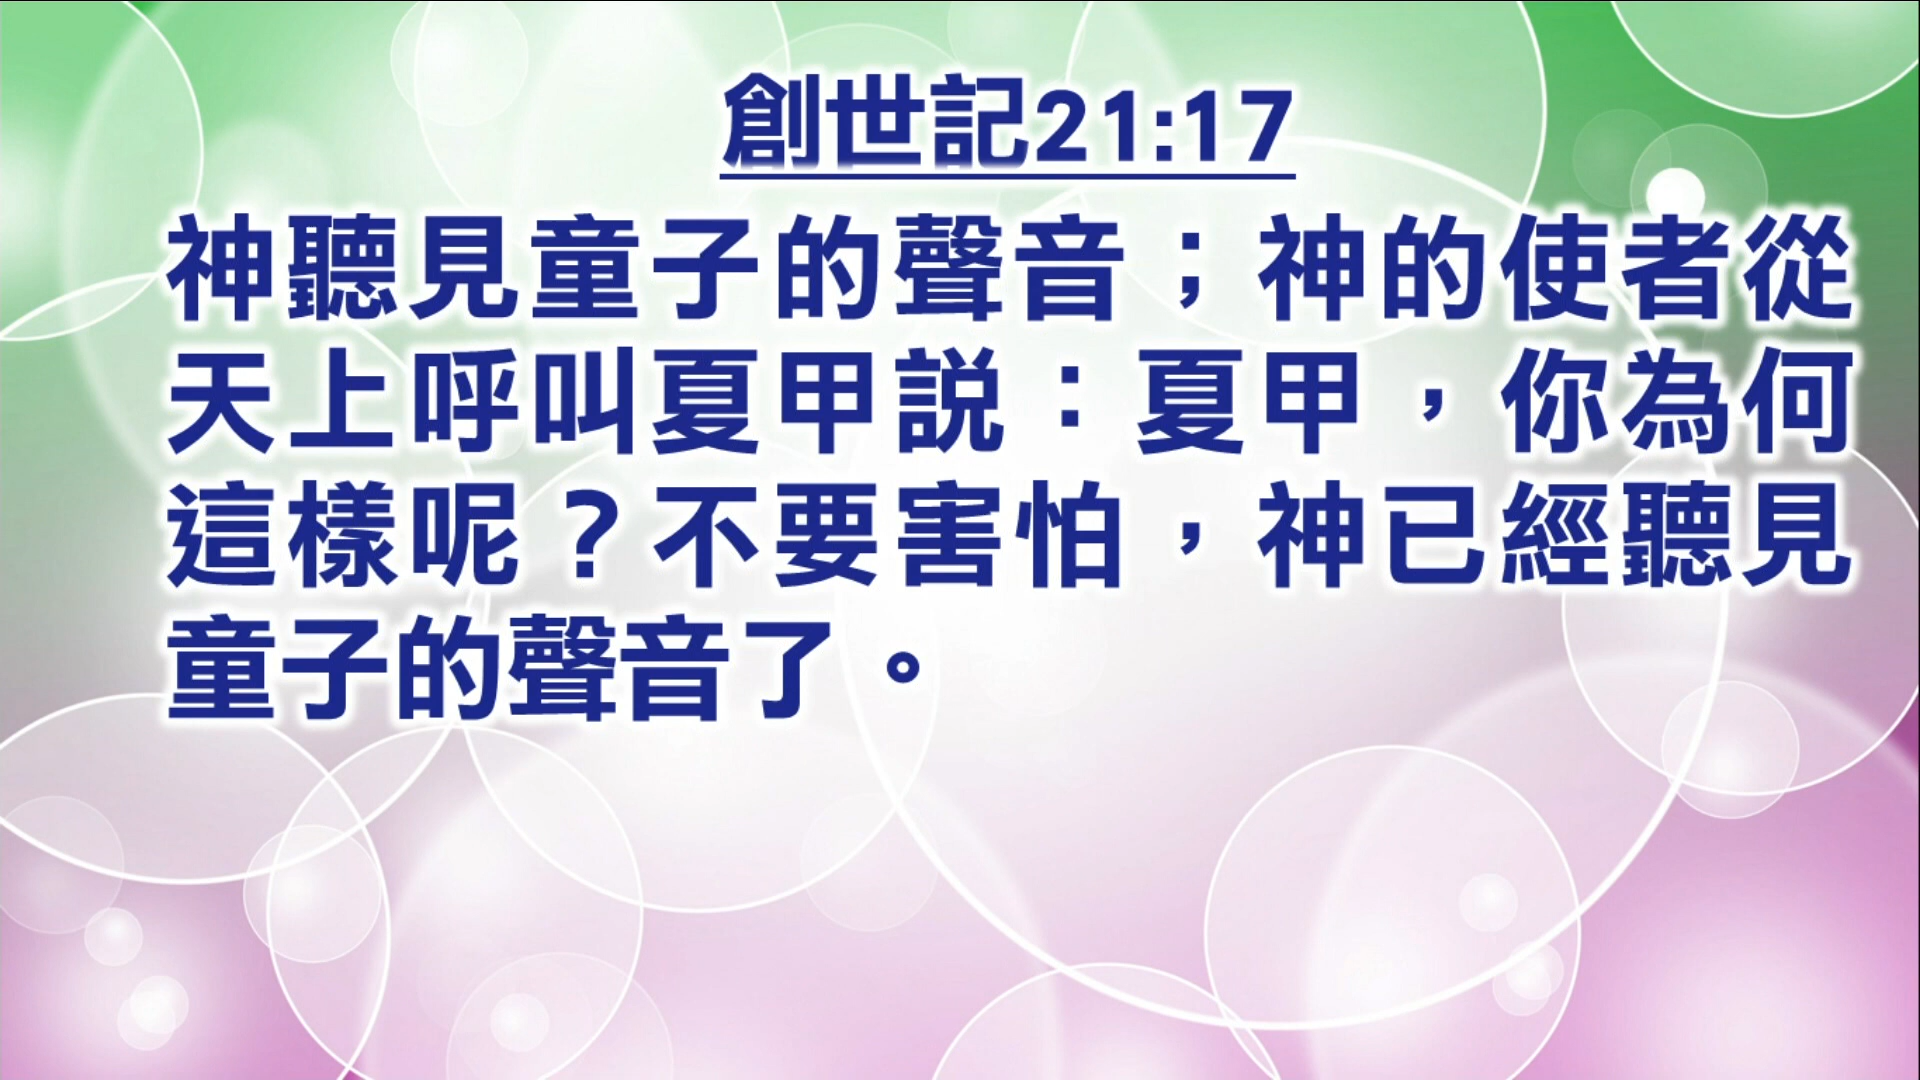 創世記21:17
神聽見童子的聲音；神的使者從
天上呼叫夏甲説：夏甲，你為何
這樣呢？不要害怕，神已經聽見
童子的聲音了。